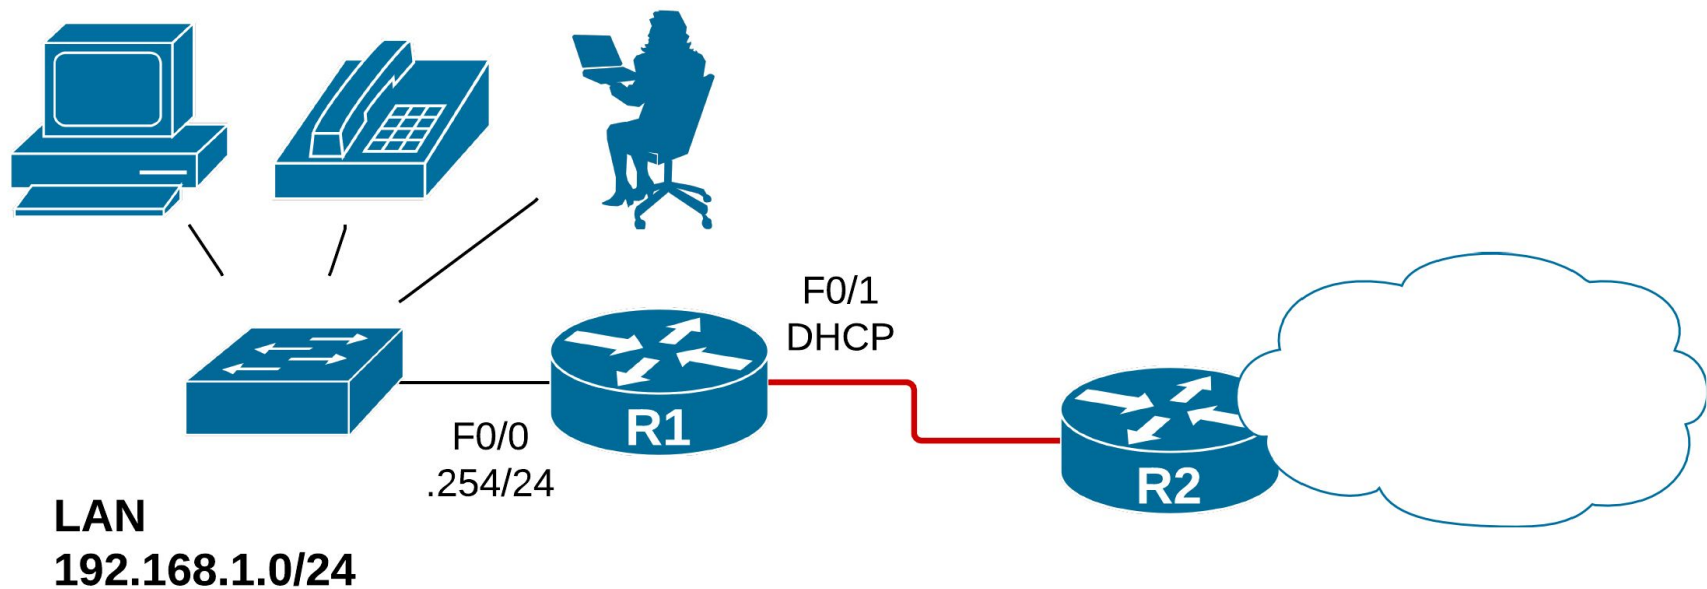 F0/1
DHCP
R1
F0/0
.254/24
R2
LAN
192.168.1.0/24